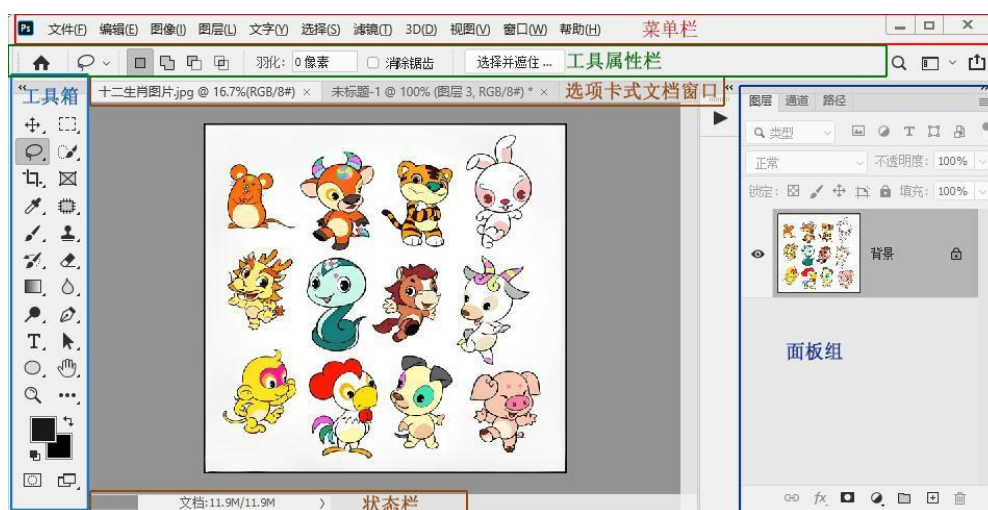 Ps 文件(F) 编辑(E) 图像(I) 图层(L) 文字(Y) 选择(S) 滤镜(T) 3D(D) 视图(V) 窗口(W) 帮助(H) 菜单栏
羽化: 0 像素 消除锯齿 选择并遮住 ... 工具属性栏
工具箱 十二生肖图片.jpg @ 16.7%(RGB/8#) × 未标题-1 @ 100% (图层 3, RGB/8#) * × 选项卡式文档窗口
图层 通道 路径
类型
正常 不透明度: 100%
锁定: 填充: 100%
背景
面板组
文档:11.9M/11.9M 状态栏
fx